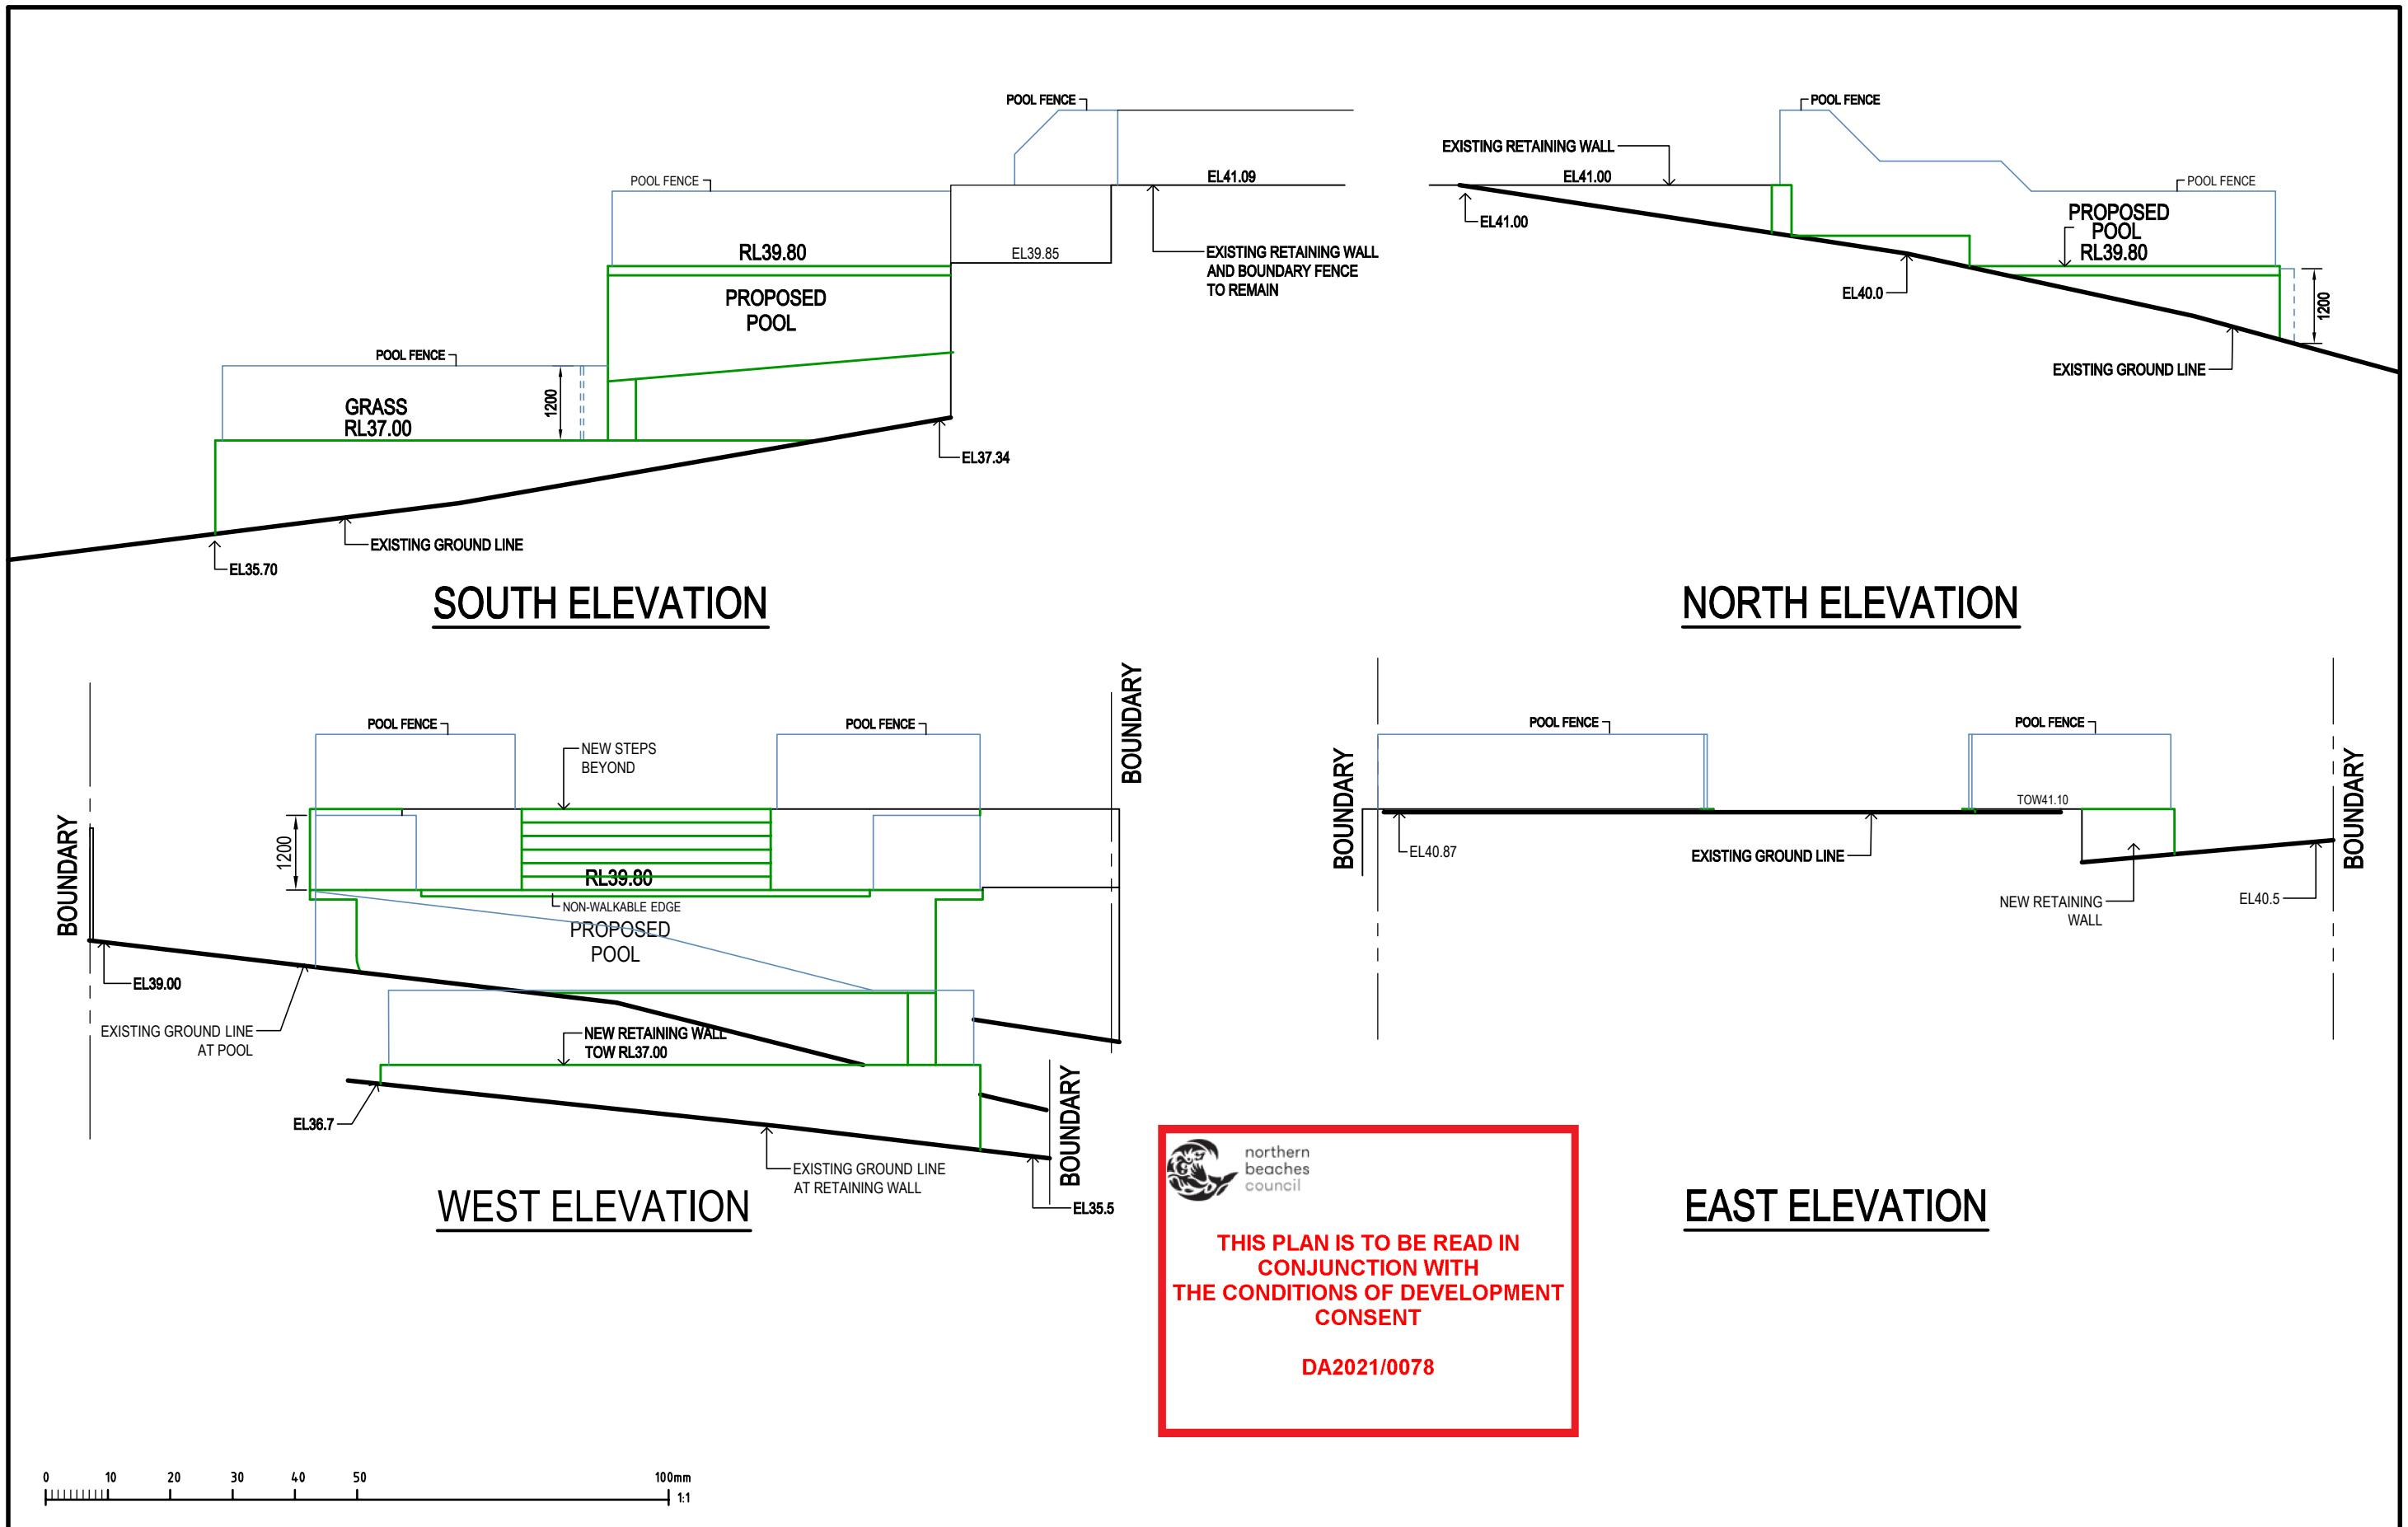 POOL FENCE
POOL FENCE
EL41.09
RL39.80
EL39.85
EXISTING RETAINING WALL
AND BOUNDARY FENCE
TO REMAIN
PROPOSED
POOL
POOL FENCE
1200
GRASS
RL37.00
EL37.34
EXISTING GROUND LINE
EL35.70
SOUTH ELEVATION
POOL FENCE
EXISTING RETAINING WALL
EL41.00
POOL FENCE
EL41.00
PROPOSED
POOL
RL39.80
EL40.0
1200
EXISTING GROUND LINE
NORTH ELEVATION
BOUNDARY
POOL FENCE
POOL FENCE
NEW STEPS
BEYOND
BOUNDARY
1200
RL39.80
NON-WALKABLE EDGE
PROPOSED
POOL
EL39.00
EXISTING GROUND LINE
AT POOL
NEW RETAINING WALL
TOW RL37.00
BOUNDARY
EL36.7
EXISTING GROUND LINE
AT RETAINING WALL
EL35.5
WEST ELEVATION
POOL FENCE
POOL FENCE
BOUNDARY
BOUNDARY
TOW41.10
EL40.87
EXISTING GROUND LINE
NEW RETAINING
WALL
EL40.5
EAST ELEVATION
northern
beaches
council
THIS PLAN IS TO BE READ IN
CONJUNCTION WITH
THE CONDITIONS OF DEVELOPMENT
CONSENT
DA2021/0078
0 10 20 30 40 50 100mm
1:1